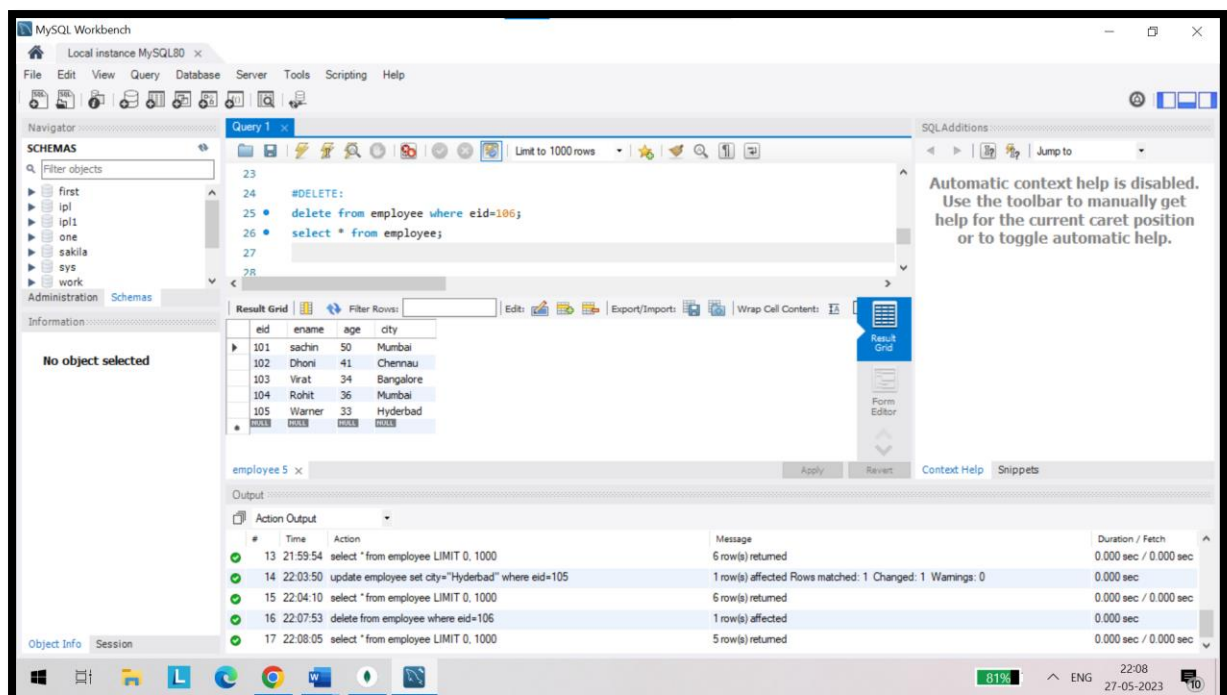 MySQL Workbench
Local instance MySQL80
File Edit View Query Database Server Tools Scripting Help
Navigator
SCHEMAS
Filter objects
first
ipl
ipl1
one
sakila
sys
work
Administration Schemas
Information
No object selected
Object Info Session
Query 1
Limit to 1000 rows
23
24 #DELETE:
25 delete from employee where eid=106;
26 select * from employee;
27
28
Result Grid Filter Rows: Edit: Export/Import: Wrap Cell Content:
eid ename age city
101 sachin 50 Mumbai
102 Dhoni 41 Chennau
103 Virat 34 Bangalore
104 Rohit 36 Mumbai
105 Warner 33 Hyderbad
NULL NULL NULL NULL
Result
Grid
Form
Editor
employee 5 Apply Revert
SQLAdditions
Jump to
Automatic context help is disabled.
Use the toolbar to manually get
help for the current caret position
or to toggle automatic help.
Context Help Snippets
Output
Action Output
# Time Action Message Duration / Fetch
13 21:59:54 select * from employee LIMIT 0, 1000 6 row(s) returned 0.000 sec / 0.000 sec
14 22:03:50 update employee set city="Hyderbad" where eid=105 1 row(s) affected Rows matched: 1 Changed: 1 Warnings: 0 0.000 sec
15 22:04:10 select * from employee LIMIT 0, 1000 6 row(s) returned 0.000 sec / 0.000 sec
16 22:07:53 delete from employee where eid=106 1 row(s) affected 0.000 sec
17 22:08:05 select * from employee LIMIT 0, 1000 5 row(s) returned 0.000 sec / 0.000 sec
L
81% ENG
22:08
27-05-2023
10